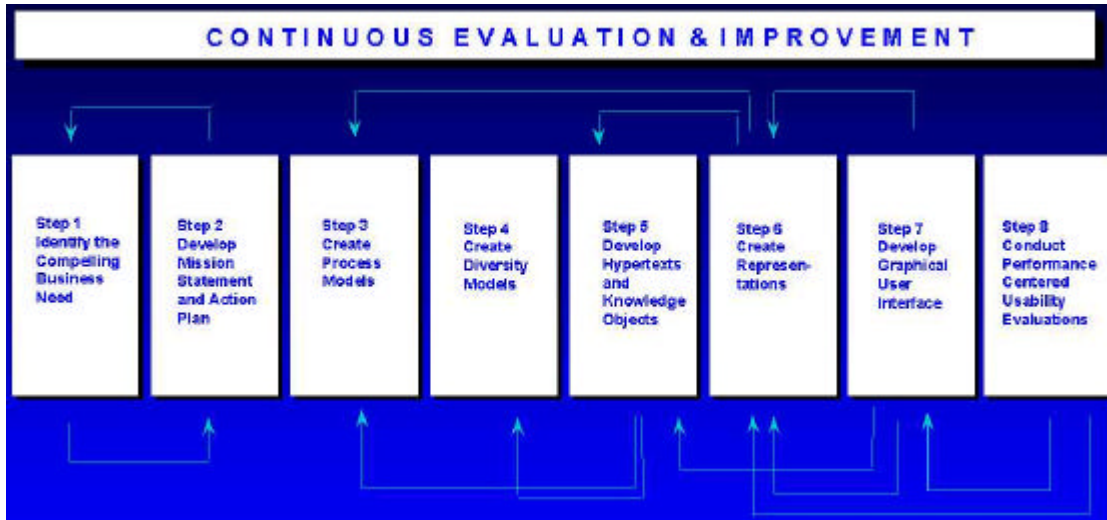 CONTINUOUS EVALUATION & IMPROVEMENT
Step 1
Identify the
Compelling
Business
Need
Step 2
Develop
Mission
Statement
and Action
Plan
Step 3
Create
Process
Models
Step 4
Create
Diversity
Models
Step 5
Develop
Hypertexts
and
Knowledge
Objects
Step 6
Create
Represen-
tations
Step 7
Develop
Graphical
User
Interface
Step 8
Conduct
Performance
Centered
Usability
Evaluations